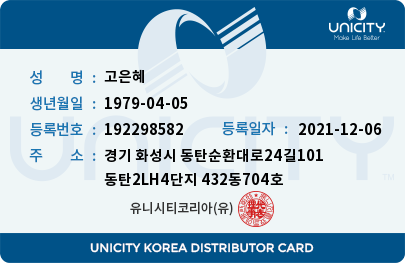 UNICITY
Make Life Better
성 명 : 고은혜
생년월일 : 1979-04-05
등록번호 : 192298582 등록일자 : 2021-12-06
주 소 : 경기 화성시 동탄순환대로24길101
동탄2LH4단지 432동704호
UNICITY
TM
유니시티코리아(유)
UNICITY KOREA DISTRIBUTOR CARD